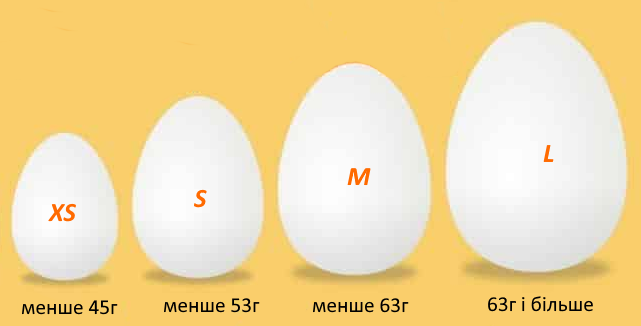 XS
S
M
L
менше 45г
менше 53г
менше 63г
63г і більше